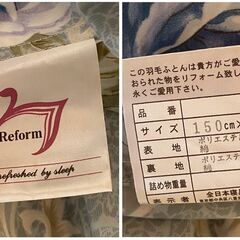 Reform
refreshed by sleep
この羽毛ふとんは貴方がご愛
おられた物をリフォーム致し
永くご愛用下さい。
品番
サイズ 150cm×
表地 ポリエステ
綿
裏地 ポリエステ
綿
詰め物重量
表示者 全日本寝